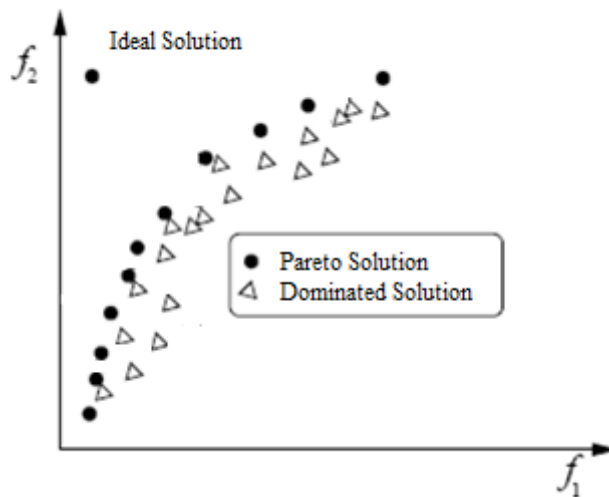 Ideal Solution
f2
Pareto Solution
Dominated Solution
f1